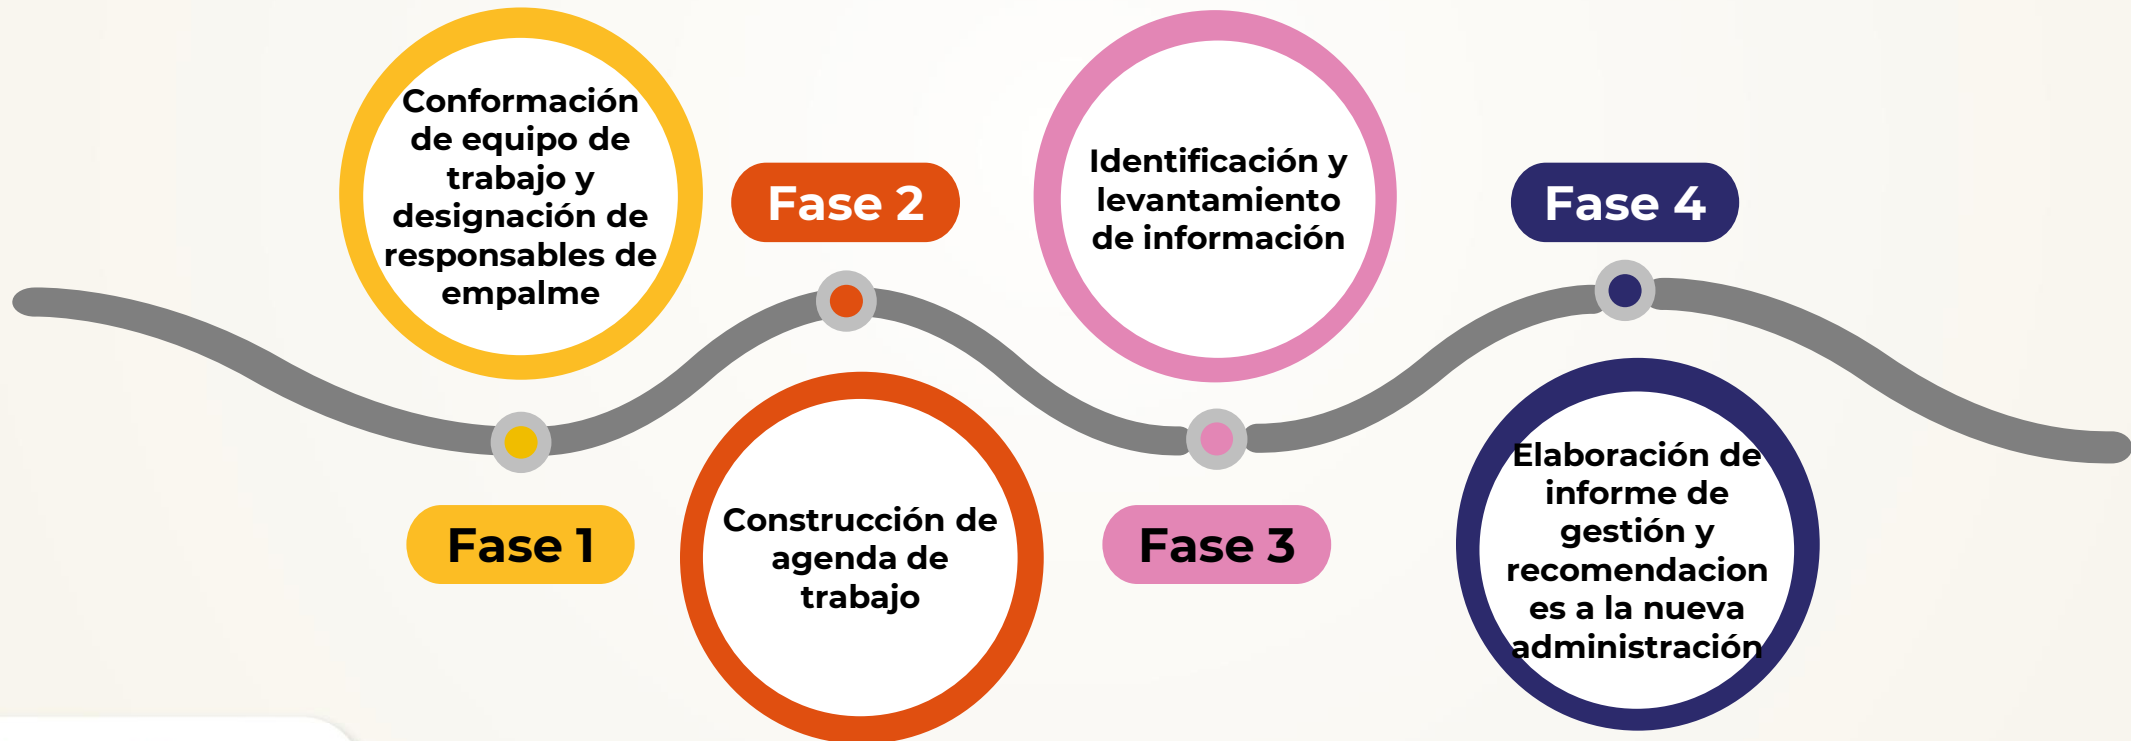 Conformación
de equipo de
trabajo y
designación de
responsables de
empalme
Fase 1
Fase 2
Construcción de
agenda de
trabajo
Identificación y
levantamiento
de información
Fase 3
Fase 4
Elaboración de
informe de
gestión y
recomendacion
es a la nueva
administración